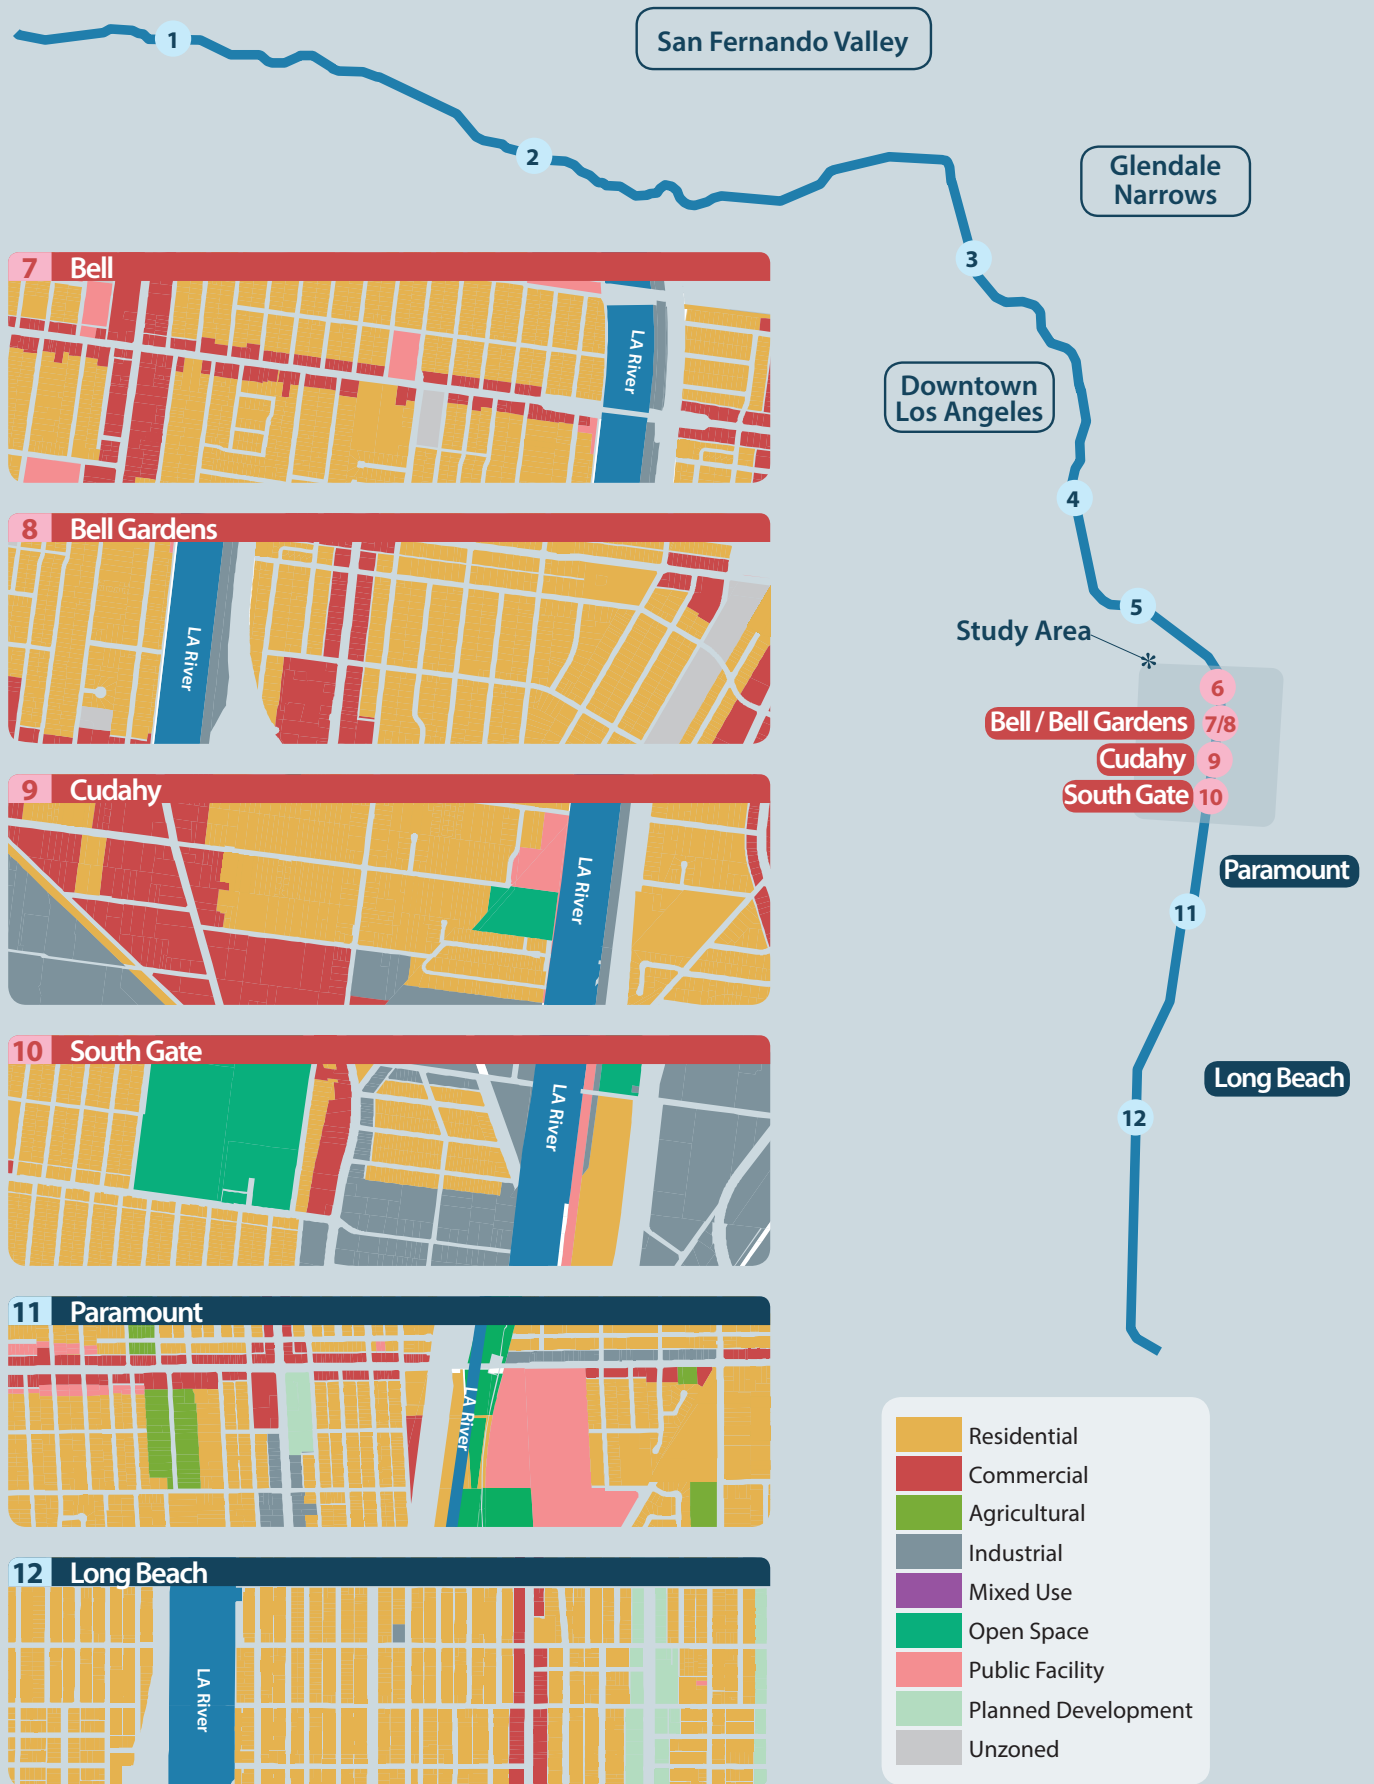 1
San Fernando Valley
2
Glendale
Narrows
3
7 Bell
LA River
Downtown
Los Angeles
4
8 Bell Gardens
LA River
5
Study Area
*
6
Bell / Bell Gardens 7/8
Cudahy 9
South Gate 10
9 Cudahy
LA River
Paramount
11
10 South Gate
LA River
Long Beach
12
11 Paramount
LA River
12 Long Beach
LA River
Residential
Commercial
Agricultural
Industrial
Mixed Use
Open Space
Public Facility
Planned Development
Unzoned